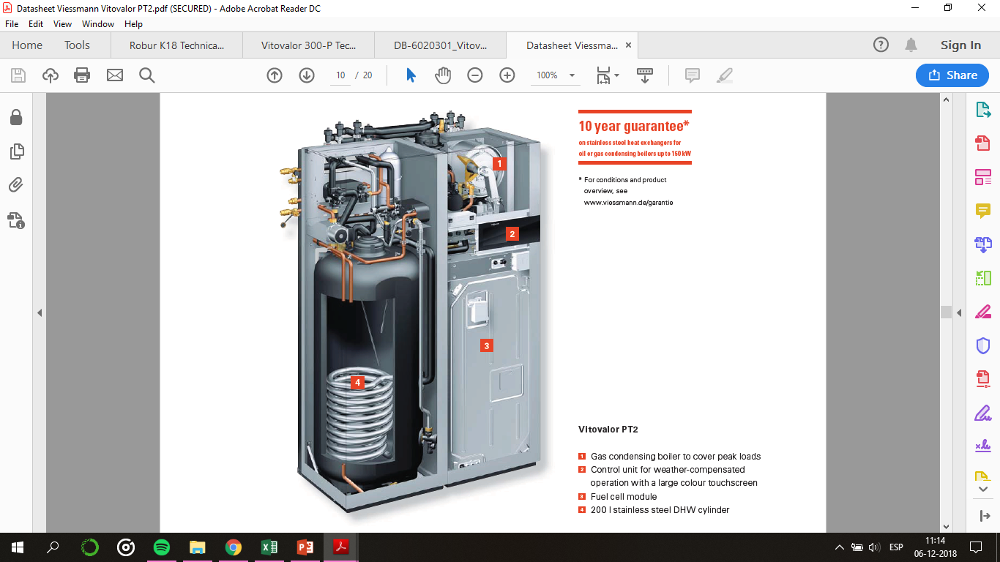 Datasheet Viessmann Vitovalor PT2.pdf (SECURED) - Adobe Acrobat Reader DC
File Edit View Window Help
Home Tools Robur K18 Technica... Vitovalor 300-P Tec... DB-6020301_Vitov... Datasheet Viessma... × ? Sign In
10 / 20 100% Share
10 year guarantee*
on stainless steel heat exchangers for
oil or gas condensing boilers up to 150 kW
* For conditions and product
overview, see
www.viessmann.de/garantie
1
2
3
4
Vitovalor PT2
1 Gas condensing boiler to cover peak loads
2 Control unit for weather-compensated
operation with a large colour touchscreen
3 Fuel cell module
4 200 l stainless steel DHW cylinder
ESP 11:14
06-12-2018